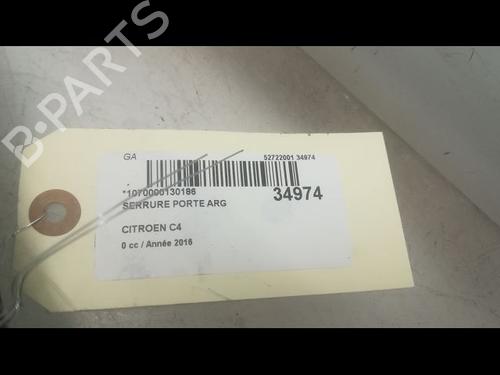 B-PARTS
GA 52722001 34974
*1070000130186 34974
SERRURE PORTE ARG
CITROEN C4
0 cc / Année 2016